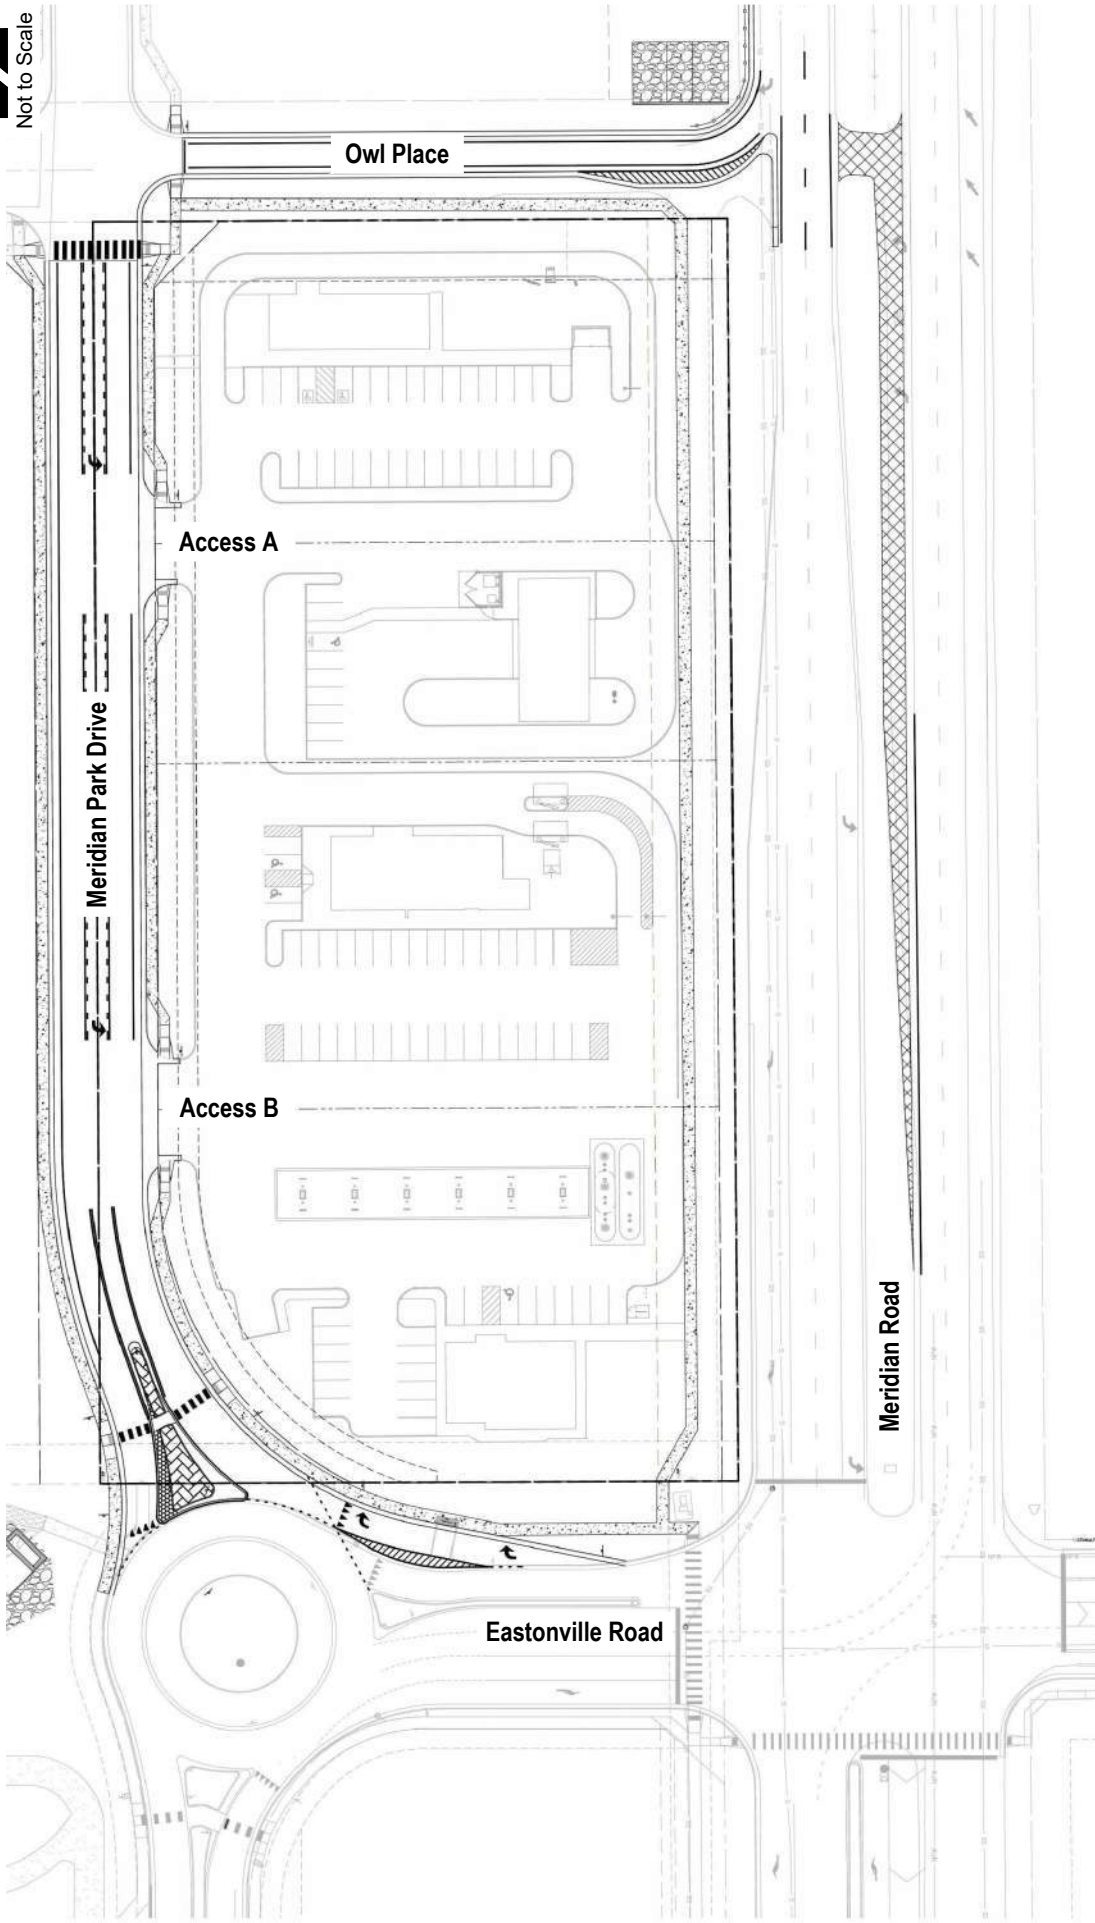 Not to Scale
Owl Place
Access A
Meridian Park Drive
Access B
Meridian Road
Eastonville Road